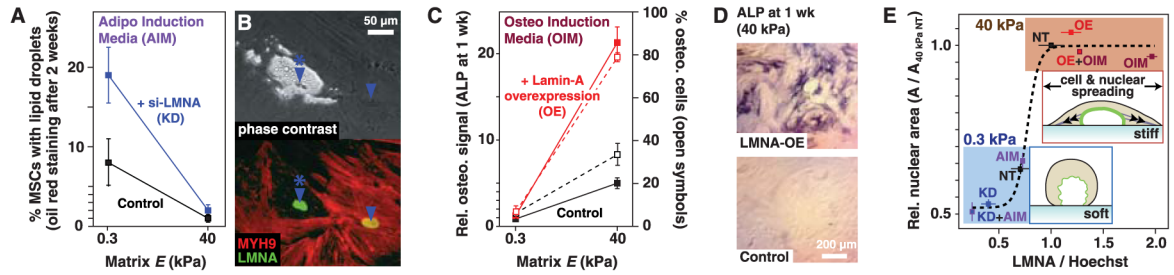 A
Adipo Induction
Media (AIM)
% MSCs with lipid droplets
(oil red staining after 2 weeks)
20
10
0
+ si-LMNA
(KD)
Control
0.3
40
Matrix E (kPa)
B
50 µm
*
phase contrast
*
MYH9
LMNA
C
Osteo Induction
Media (OIM)
Rel. osteo. signal (ALP at 1 wk)
20
10
0
+ Lamin-A
overexpression
(OE)
Control
0.3
40
Matrix E (kPa)
100
80
60
40
20
0
% osteo. cells (open symbols)
D
ALP at 1 wk
(40 kPa)
LMNA-OE
200 µm
Control
E
40 kPa
OE
NT
OE+OIM
OIM
cell & nuclear
spreading
stiff
0.3 kPa
AIM
NT
KD
KD+AIM
soft
Rel. nuclear area (A / A40 kPa NT)
1.0
0.5
0.5
1.0
1.5
2.0
LMNA / Hoechst